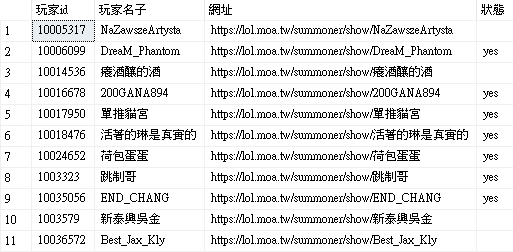 玩家id 玩家名子 網址 狀態
1 10005317 NaZawszeArtysta https://lol.moa.tw/summoner/show/NaZawszeArtysta
2 10006099 DreaM_Phantom https://lol.moa.tw/summoner/show/DreaM_Phantom yes
3 10014536 癮酒釀的酒 https://lol.moa.tw/summoner/show/癮酒釀的酒
4 10016678 200GANA894 https://lol.moa.tw/summoner/show/200GANA894 yes
5 10017950 單推貓宮 https://lol.moa.tw/summoner/show/單推貓宮 yes
6 10018476 活著的琳是真實的 https://lol.moa.tw/summoner/show/活著的琳是真實的 yes
7 10024652 荷包蛋蛋 https://lol.moa.tw/summoner/show/荷包蛋蛋 yes
8 1003323 跳制哥 https://lol.moa.tw/summoner/show/跳制哥 yes
9 10035056 END_CHANG https://lol.moa.tw/summoner/show/END_CHANG yes
10 1003579 新泰興吳金 https://lol.moa.tw/summoner/show/新泰興吳金
11 10036572 Best_Jax_Kly https://lol.moa.tw/summoner/show/Best_Jax_Kly